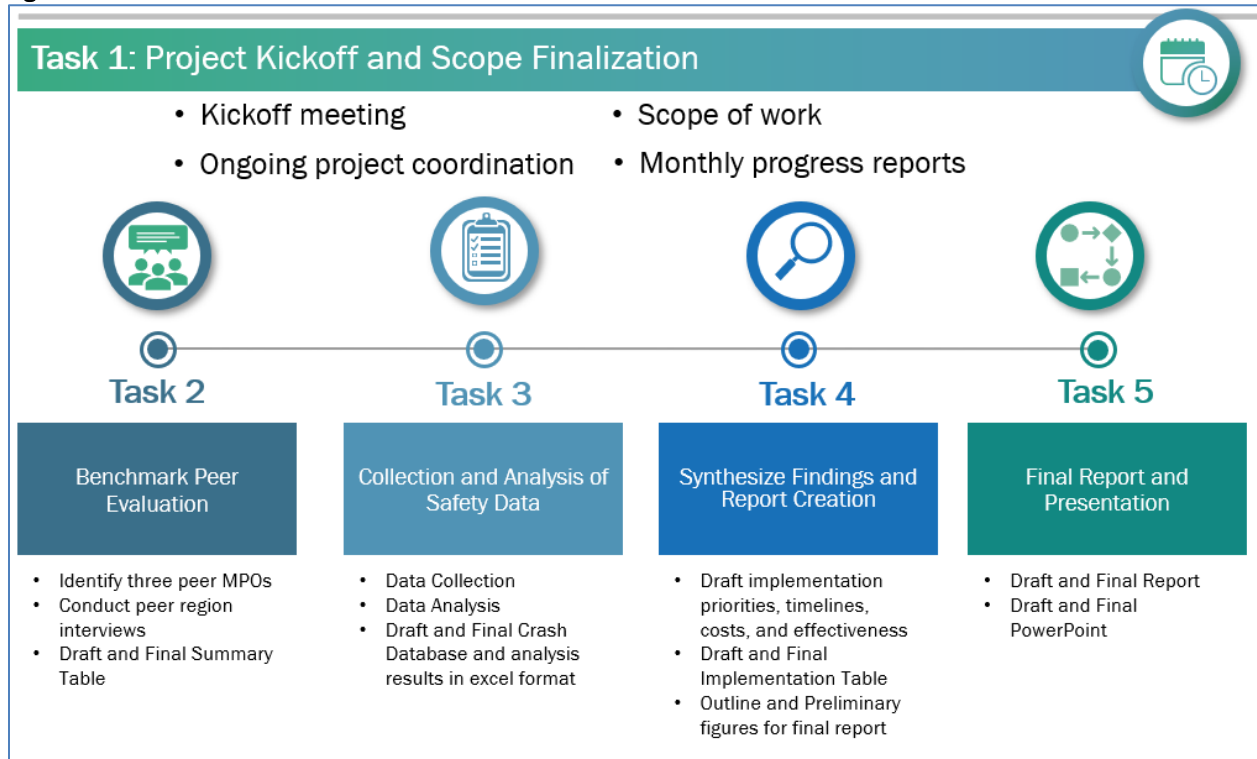 Task 1: Project Kickoff and Scope Finalization
• Kickoff meeting
• Ongoing project coordination
• Scope of work
• Monthly progress reports
Task 2
Benchmark Peer
Evaluation
• Identify three peer MPOs
• Conduct peer region
interviews
• Draft and Final Summary
Table
Task 3
Collection and Analysis of
Safety Data
• Data Collection
• Data Analysis
• Draft and Final Crash
Database and analysis
results in excel format
Task 4
Synthesize Findings and
Report Creation
• Draft implementation
priorities, timelines,
costs, and effectiveness
• Draft and Final
Implementation Table
• Outline and Preliminary
figures for final report
Task 5
Final Report and
Presentation
• Draft and Final Report
• Draft and Final
PowerPoint